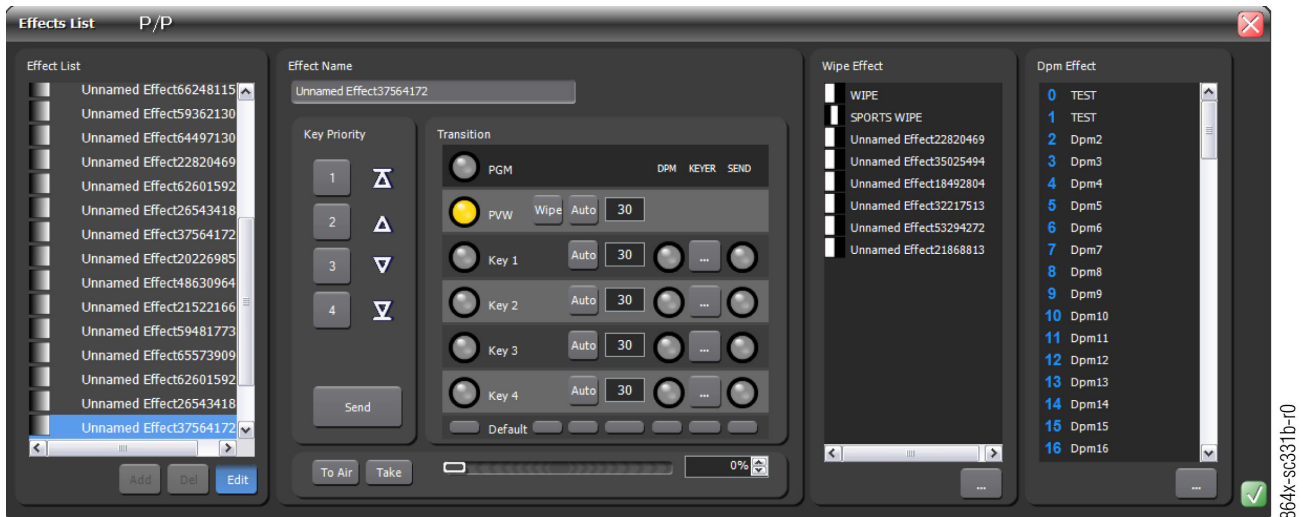 Effects List P/P
Effect List
Unnamed Effect66248115
Unnamed Effect59362130
Unnamed Effect64497130
Unnamed Effect22820469
Unnamed Effect62601592
Unnamed Effect26543418
Unnamed Effect37564172
Unnamed Effect20226985
Unnamed Effect48630964
Unnamed Effect21522166
Unnamed Effect59481773
Unnamed Effect65573909
Unnamed Effect62601592
Unnamed Effect26543418
Unnamed Effect37564172
Add Del Edit
Effect Name
Unnamed Effect37564172
Key Priority
1
2
3
4
Send
Transition
PGM DPM KEYER SEND
PVW Wipe Auto 30
Key 1 Auto 30 ...
Key 2 Auto 30 ...
Key 3 Auto 30 ...
Key 4 Auto 30 ...
Default
To Air Take 0%
Wipe Effect
WIPE
SPORTS WIPE
Unnamed Effect22820469
Unnamed Effect35025494
Unnamed Effect18492804
Unnamed Effect32217513
Unnamed Effect53294272
Unnamed Effect21868813
...
Dpm Effect
0 TEST
1 TEST
2 Dpm2
3 Dpm3
4 Dpm4
5 Dpm5
6 Dpm6
7 Dpm7
8 Dpm8
9 Dpm9
10 Dpm10
11 Dpm11
12 Dpm12
13 Dpm13
14 Dpm14
15 Dpm15
16 Dpm16
...
864x-sc331b-r0